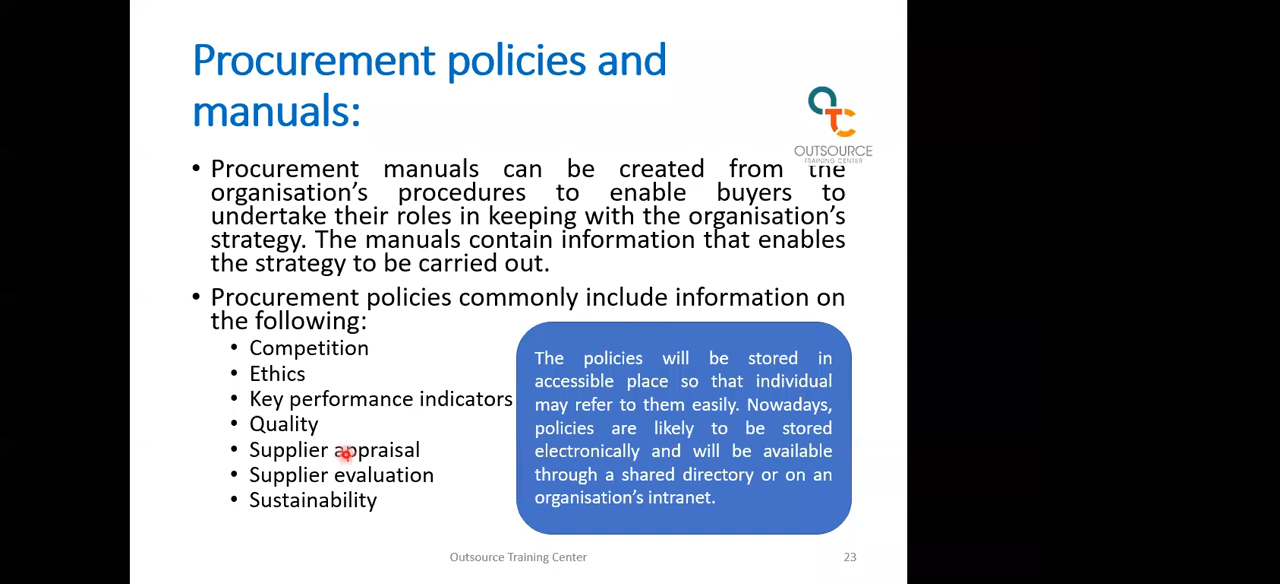 Procurement policies and
manuals:
OUTSOURCE
TRAINING CENTER
• Procurement manuals can be created from the
organisation’s procedures to enable buyers to
undertake their roles in keeping with the organisation’s
strategy. The manuals contain information that enables
the strategy to be carried out.
• Procurement policies commonly include information on
the following:
• Competition
• Ethics
• Key performance indicators
• Quality
• Supplier appraisal
• Supplier evaluation
• Sustainability
The policies will be stored in
accessible place so that individual
may refer to them easily. Nowadays,
policies are likely to be stored
electronically and will be available
through a shared directory or on an
organisation’s intranet.
Outsource Training Center
23